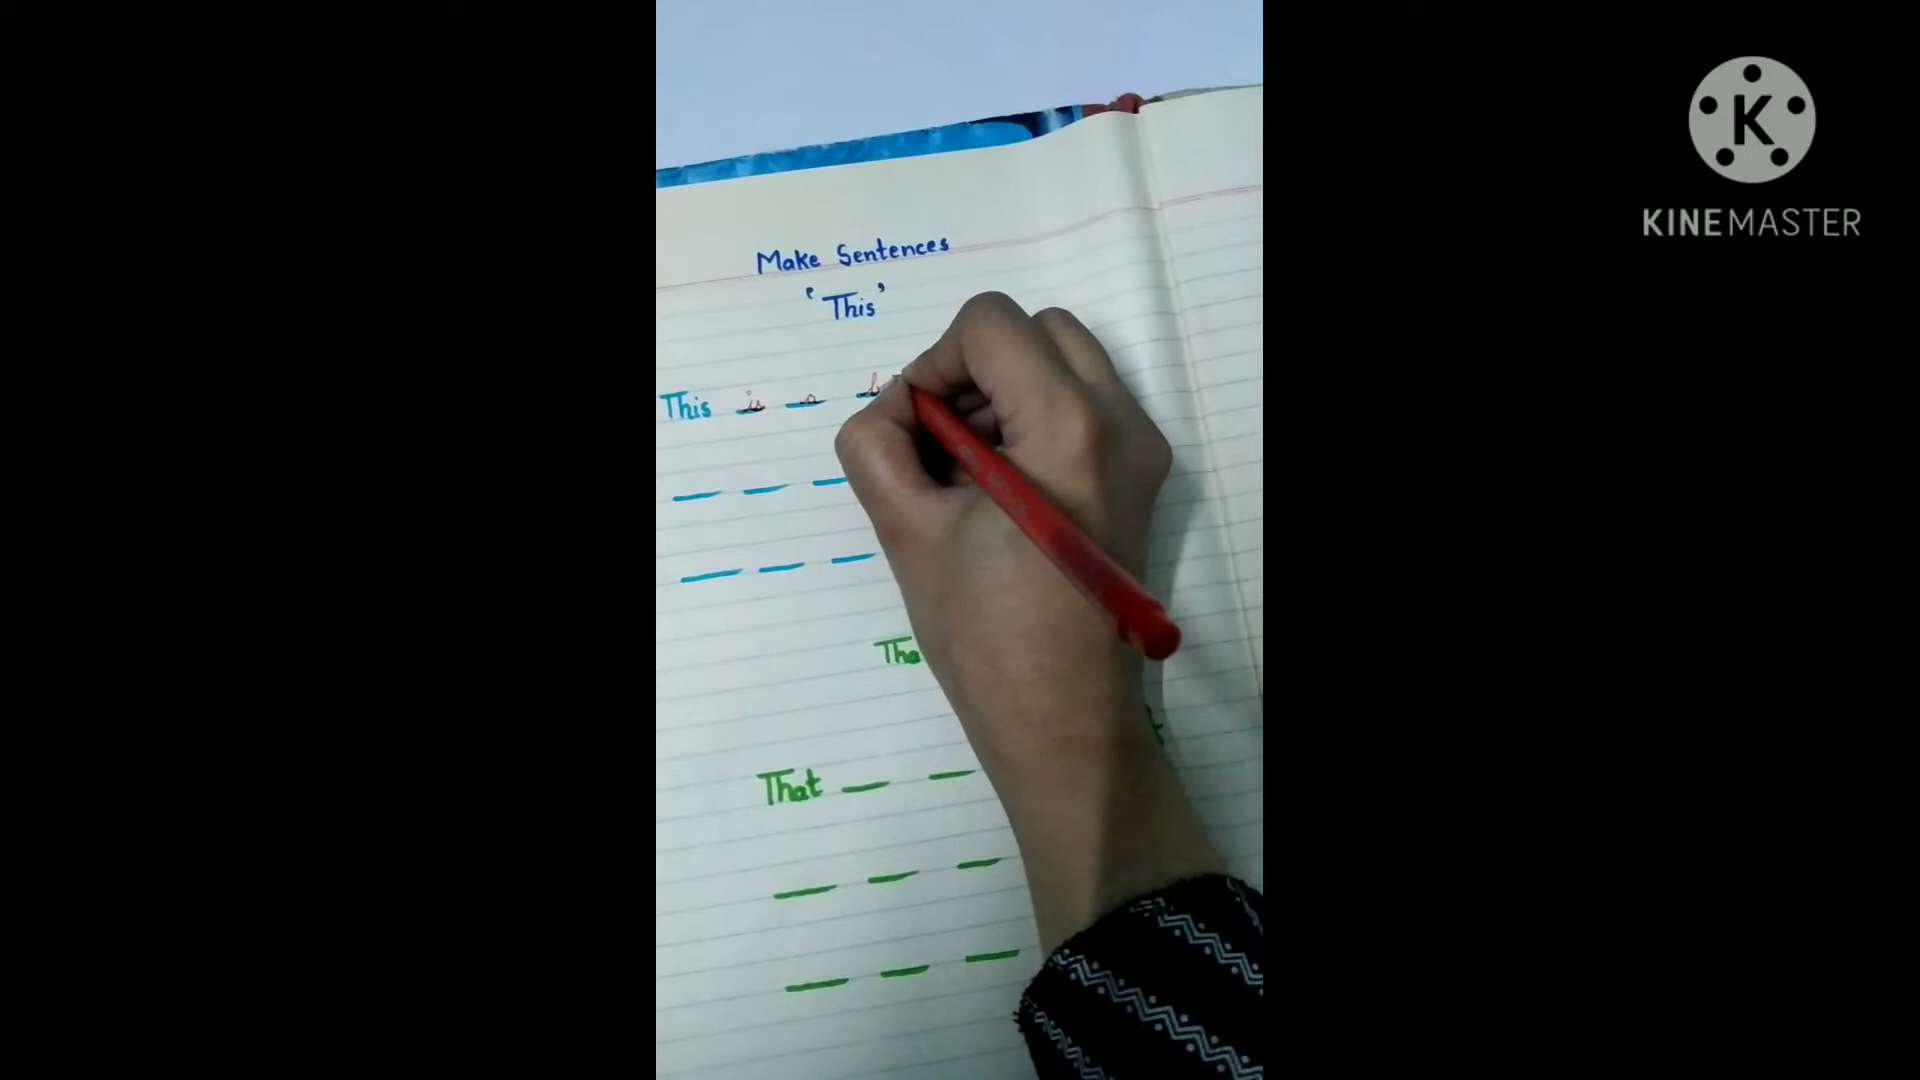 Make Sentences
'This'
This is a
That
KINEMASTER